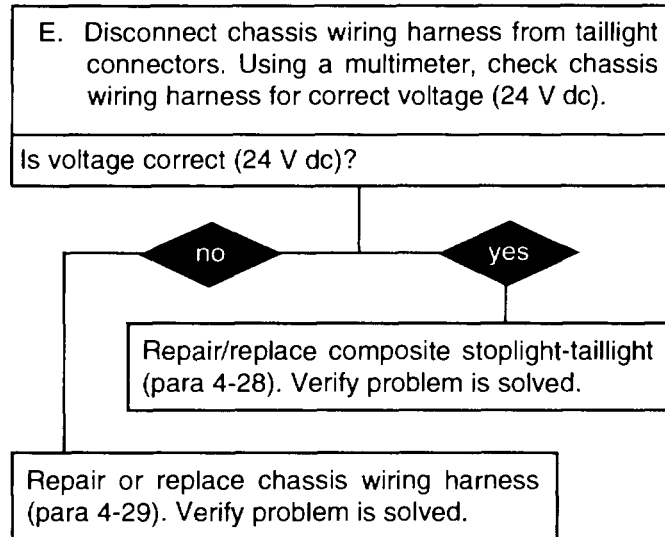 E. Disconnect chassis wiring harness from taillight
connectors. Using a multimeter, check chassis
wiring harness for correct voltage (24 V dc).
Is voltage correct (24 V dc)?
no
yes
Repair/replace composite stoplight-taillight
(para 4-28). Verify problem is solved.
Repair or replace chassis wiring harness
(para 4-29). Verify problem is solved.